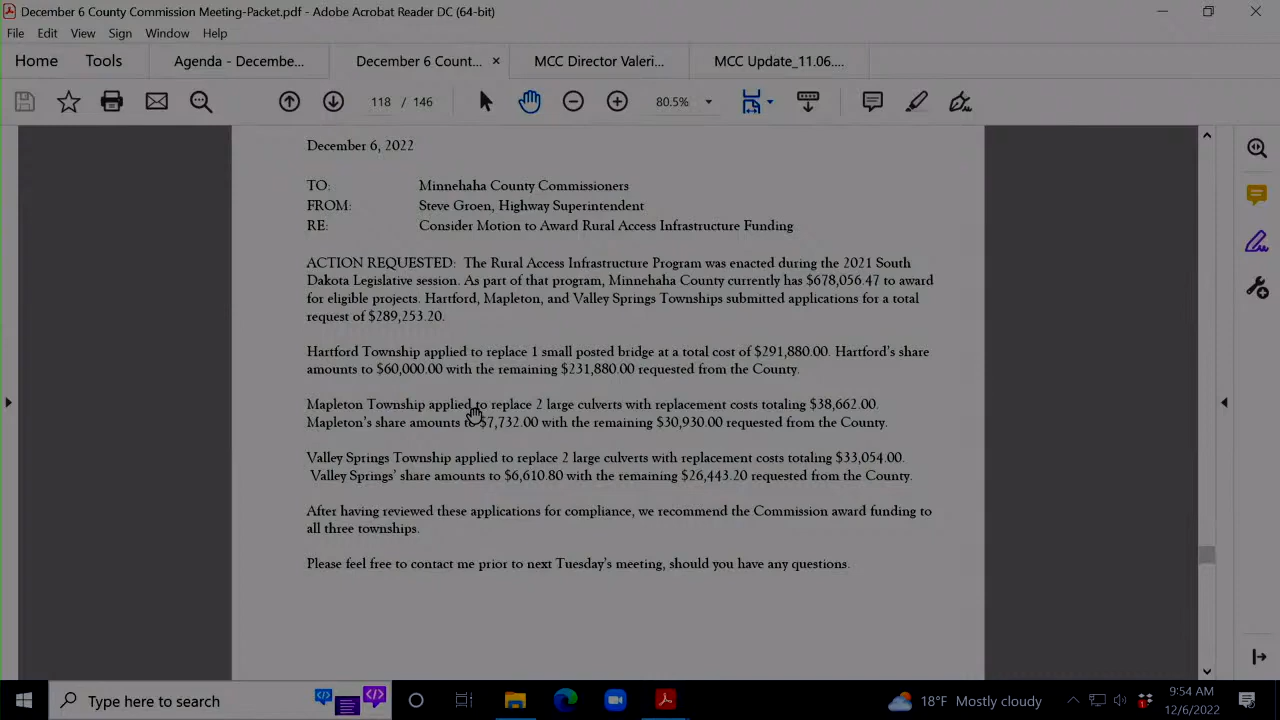 December 6 County Commission Meeting-Packet.pdf - Adobe Acrobat Reader DC (64-bit)
File Edit View Sign Window Help
Home Tools Agenda - Decembe... December 6 Count... × MCC Director Valeri... MCC Update_11.06....
118 / 146 80.5%
December 6, 2022
TO: Minnehaha County Commissioners
FROM: Steve Groen, Highway Superintendent
RE: Consider Motion to Award Rural Access Infrastructure Funding
ACTION REQUESTED: The Rural Access Infrastructure Program was enacted during the 2021 South
Dakota Legislative session. As part of that program, Minnehaha County currently has $678,056.47 to award
for eligible projects. Hartford, Mapleton, and Valley Springs Townships submitted applications for a total
request of $289,253.20.
Hartford Township applied to replace 1 small posted bridge at a total cost of $291,880.00. Hartford's share
amounts to $60,000.00 with the remaining $231,880.00 requested from the County.
Mapleton Township applied to replace 2 large culverts with replacement costs totaling $38,662.00.
Mapleton's share amounts to $7,732.00 with the remaining $30,930.00 requested from the County.
Valley Springs Township applied to replace 2 large culverts with replacement costs totaling $33,054.00.
Valley Springs' share amounts to $6,610.80 with the remaining $26,443.20 requested from the County.
After having reviewed these applications for compliance, we recommend the Commission award funding to
all three townships.
Please feel free to contact me prior to next Tuesday's meeting, should you have any questions.
Type here to search
18°F Mostly cloudy
9:54 AM
12/6/2022